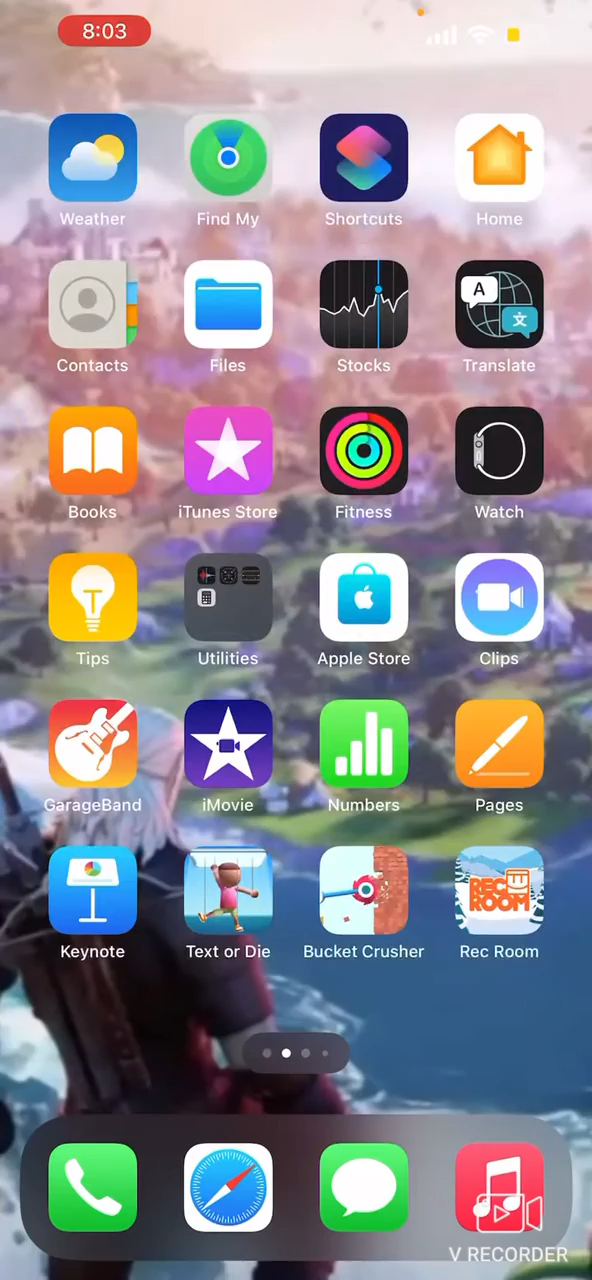 8:03
Weather Find My Shortcuts Home
A
文
Contacts Files Stocks Translate
Books iTunes Store Fitness Watch
Tips Utilities Apple Store Clips
GarageBand iMovie Numbers Pages
REC
ROOM
Keynote Text or Die Bucket Crusher Rec Room
V RECORDER